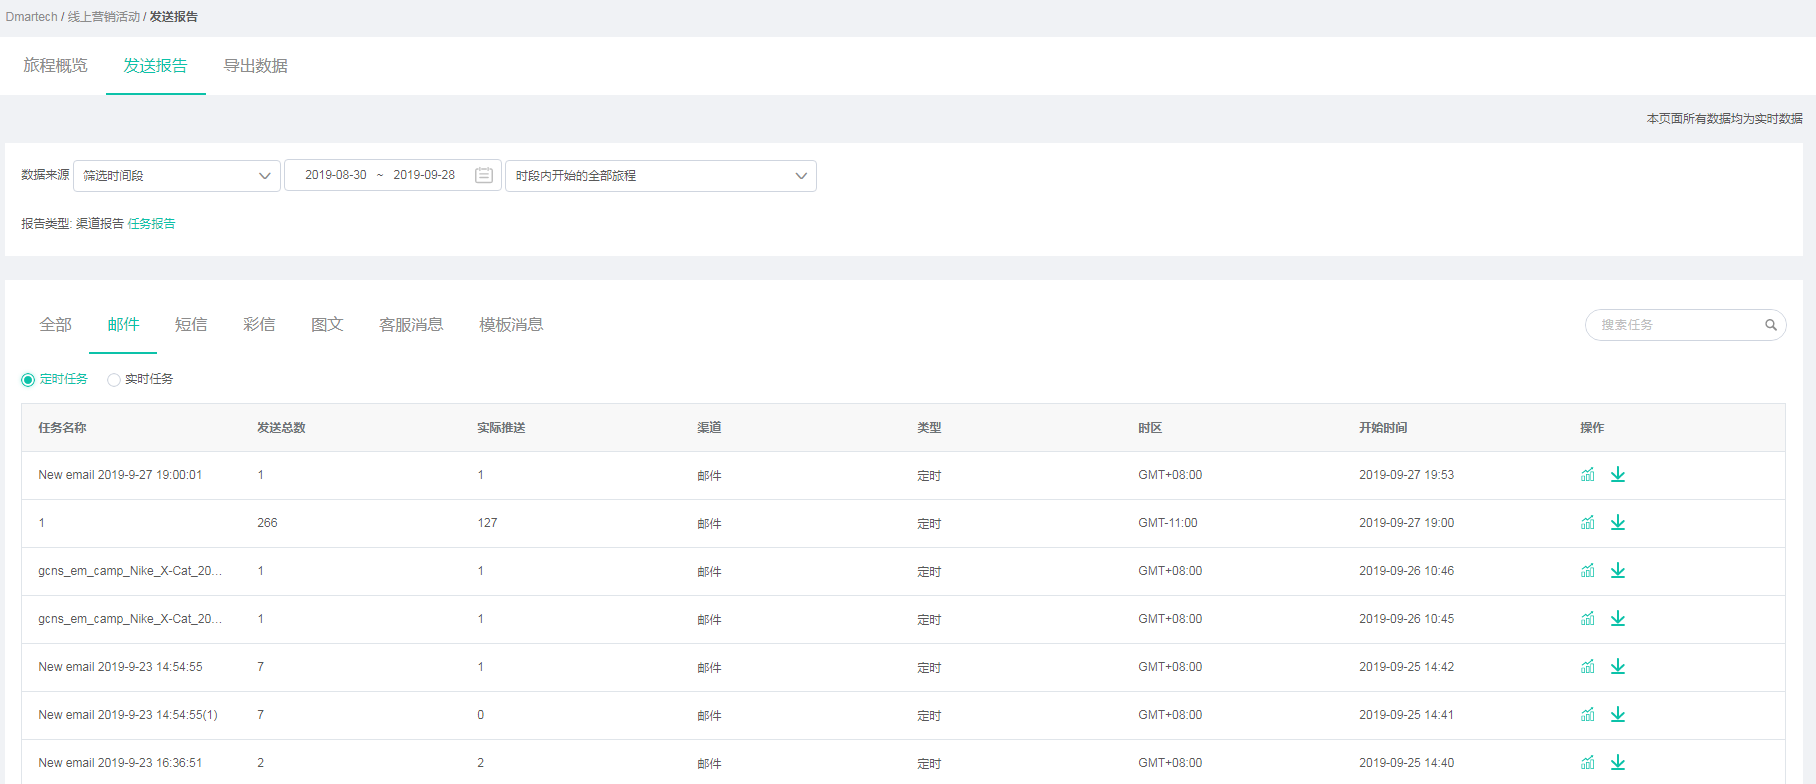 Dmartech / 线上营销活动 / 发送报告
旅程概览 发送报告 导出数据
本页面所有数据均为实时数据
数据来源 筛选时间段 2019-08-30 ~ 2019-09-28 时段内开始的全部旅程
报告类型: 渠道报告 任务报告
全部 邮件 短信 彩信 图文 客服消息 模板消息 搜索任务
定时任务 实时任务
任务名称 发送总数 实际推送 渠道 类型 时区 开始时间 操作
New email 2019-9-27 19:00:01 1 1 邮件 定时 GMT+08:00 2019-09-27 19:53
1 266 127 邮件 定时 GMT-11:00 2019-09-27 19:00
gcns_em_camp_Nike_X-Cat_20... 1 1 邮件 定时 GMT+08:00 2019-09-26 10:46
gcns_em_camp_Nike_X-Cat_20... 1 1 邮件 定时 GMT+08:00 2019-09-26 10:45
New email 2019-9-23 14:54:55 7 1 邮件 定时 GMT+08:00 2019-09-25 14:42
New email 2019-9-23 14:54:55(1) 7 0 邮件 定时 GMT+08:00 2019-09-25 14:41
New email 2019-9-23 16:36:51 2 2 邮件 定时 GMT+08:00 2019-09-25 14:40